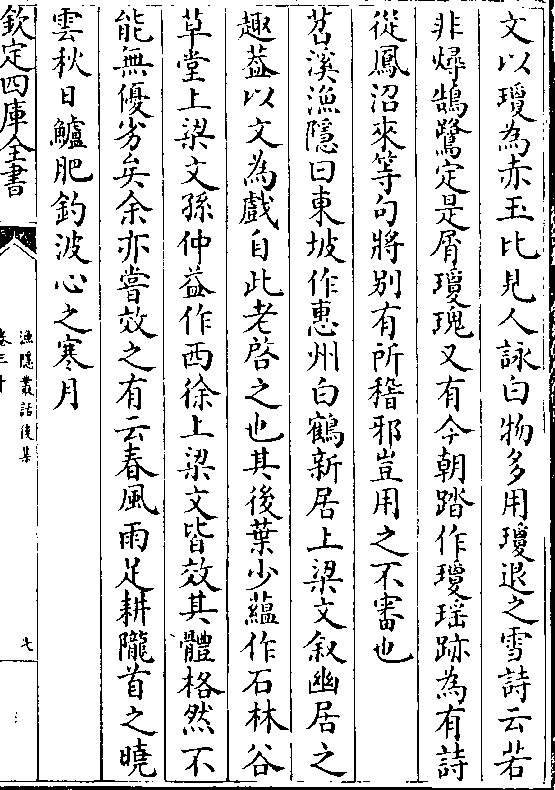 文以瓊為赤玉比見人詠白物多用瓊退之雪詩云若
非燖鵠鷺定是屑瓊瑰又有今朝踏作瓊瑤跡為有詩
從鳳沼來等句將别有所稽邪豈用之不審也
苕溪漁隱曰東坡作惠州白鶴新居上梁文叙幽居之
趣葢以文為戲自此老啓之也其後葉少蘊作石林谷
草堂上梁文孫仲益作西徐上梁文皆效其體格然不
能無優劣矣余亦嘗效之有云春風雨足耕隴首之曉
雲秋日鱸肥釣波心之寒月
欽定四庫全書
漁隱叢話後集
卷三十
七